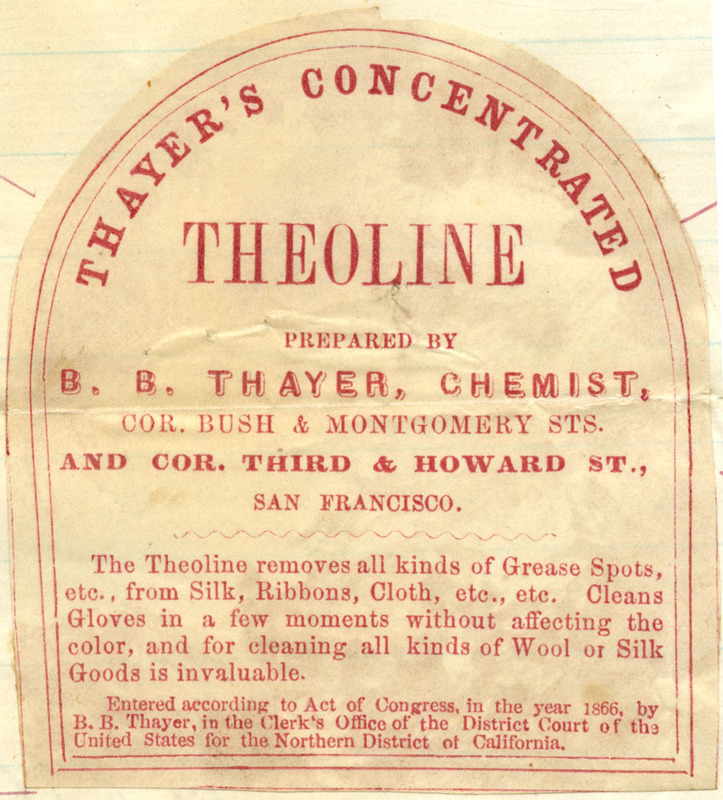 THAYER'S CONCENTRATED
THEOLINE
PREPARED BY
B. B. THAYER, CHEMIST,
COR. BUSH & MONTGOMERY STS.
AND COR. THIRD & HOWARD ST.,
SAN FRANCISCO.
The Theoline removes all kinds of Grease Spots,
etc., from Silk, Ribbons, Cloth, etc., etc. Cleans
Gloves in a few moments without affecting the
color, and for cleaning all kinds of Wool or Silk
Goods is invaluable.
Entered according to Act of Congress, in the year 1866, by
B. B. Thayer, in the Clerk's Office of the District Court of the
United States for the Northern District of California.